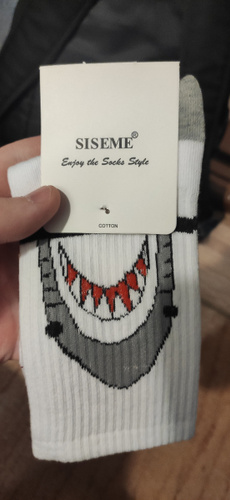 SISEME®
Enjoy the Socks Style
COTTON